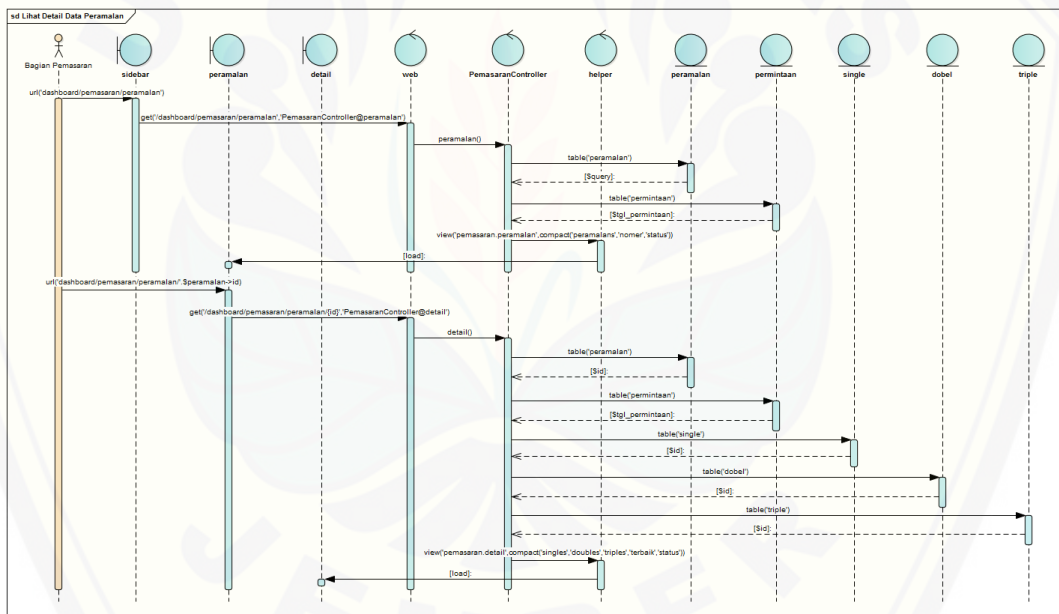 sd Lihat Detail Data Peramalan
Bagian Pemasaran
sidebar
peramalan
detail
web
PemasaranController
helper
peramalan
permintaan
single
dobel
triple
url('dashboard/pemasaran/peramalan')
get('/dashboard/pemasaran/peramalan','PemasaranController@peramalan')
peramalan()
table('peramalan')
[$query]:
table('permintaan')
[$tgl_permintaan]:
view('pemasaran.peramalan',compact('peramalans','nomer','status'))
[load]:
url('dashboard/pemasaran/peramalan/'.$peramalan->id)
get('/dashboard/pemasaran/peramalan/{id}','PemasaranController@detail')
detail()
table('peramalan')
[$id]:
table('permintaan')
[$tgl_permintaan]:
table('single')
[$id]:
table('dobel')
[$id]:
table('triple')
[$id]:
view('pemasaran.detail',compact('singles','doubles','triples','terbaik','status'))
[load]: